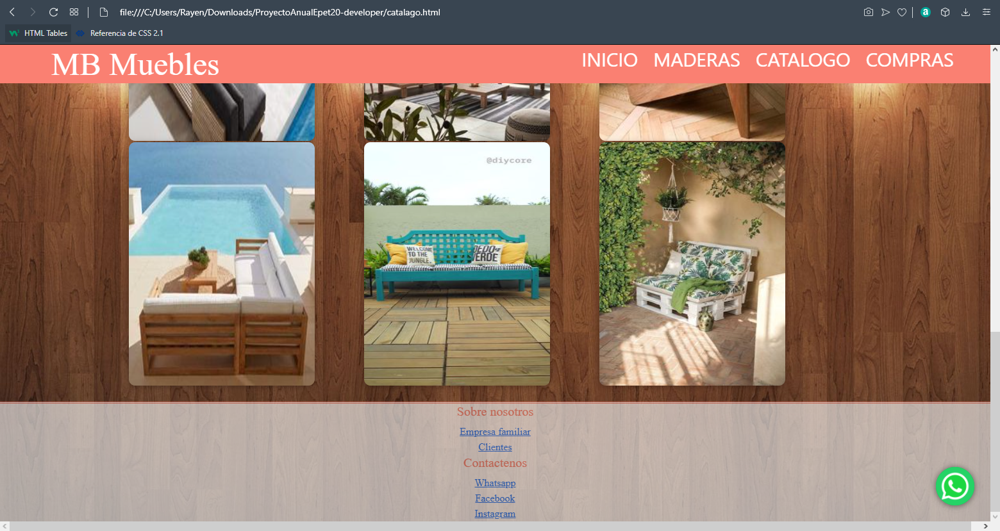 file:///C:/Users/Rayen/Downloads/ProyectoAnualEpet20-developer/catalago.html
a
HTML Tables
Referencia de CSS 2.1
MB Muebles
INICIO MADERAS CATALOGO COMPRAS
@diycore
WELCOME
TO THE
JUNGLE.
DEDO
VERDE
Sobre nosotros
Empresa familiar
Clientes
Contactenos
Whatsapp
Facebook
Instagram